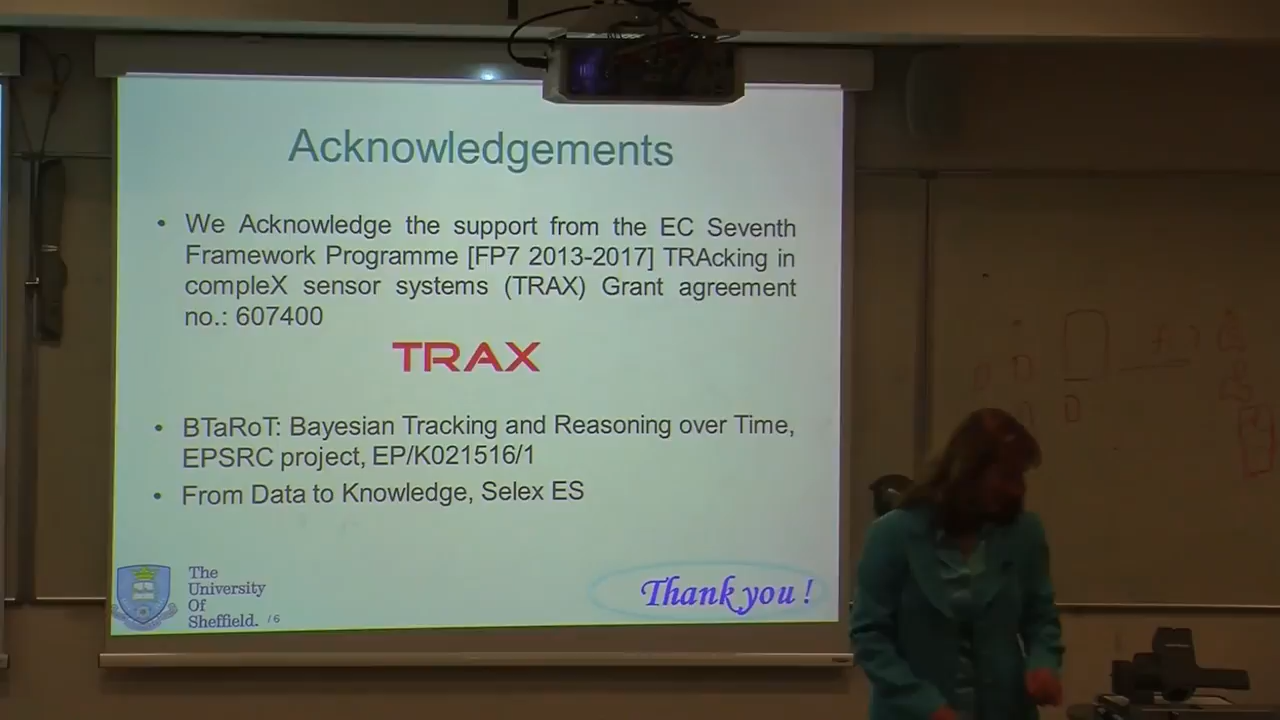 Acknowledgements
• We Acknowledge the support from the EC Seventh
Framework Programme [FP7 2013-2017] TRAcking in
compleX sensor systems (TRAX) Grant agreement
no.: 607400
TRAX
• BTaRoT: Bayesian Tracking and Reasoning over Time,
EPSRC project, EP/K021516/1
• From Data to Knowledge, Selex ES
The
University
Of
Sheffield. /6
Thank you !